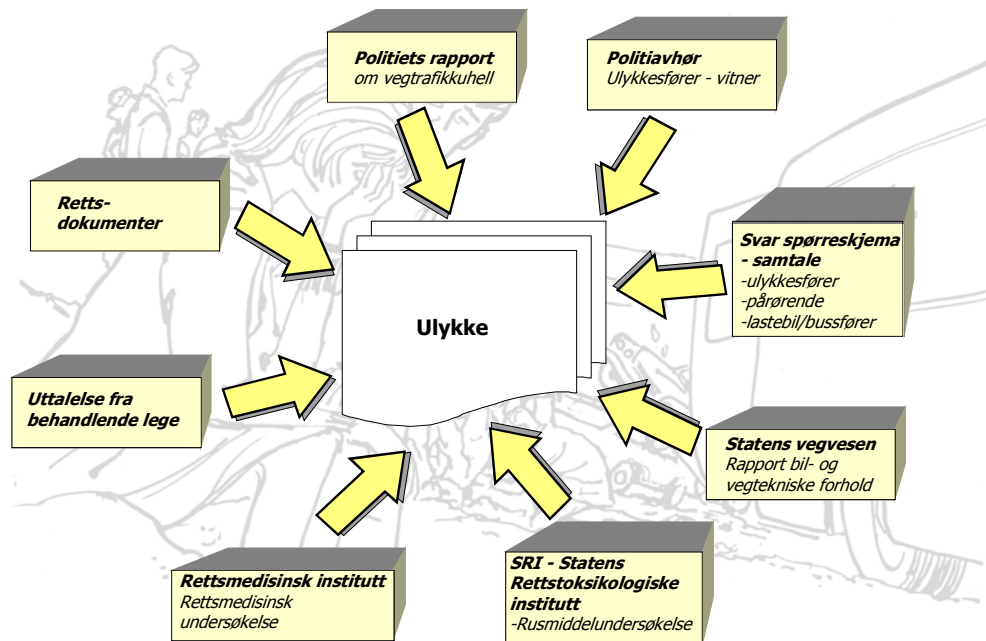 Politiets rapport
om vegtrafikkuhell
Politiavhør
Ulykkesfører - vitner
Retts-
dokumenter
Svar spørreskjema
- samtale
-ulykkesfører
-pårørende
-lastebil/bussfører
Ulykke
Uttalelse fra
behandlende lege
Statens vegvesen
Rapport bil- og
vegtekniske forhold
Rettsmedisinsk institutt
Rettsmedisinsk
undersøkelse
SRI - Statens
Rettstoksikologiske
institutt
-Rusmiddelundersøkelse